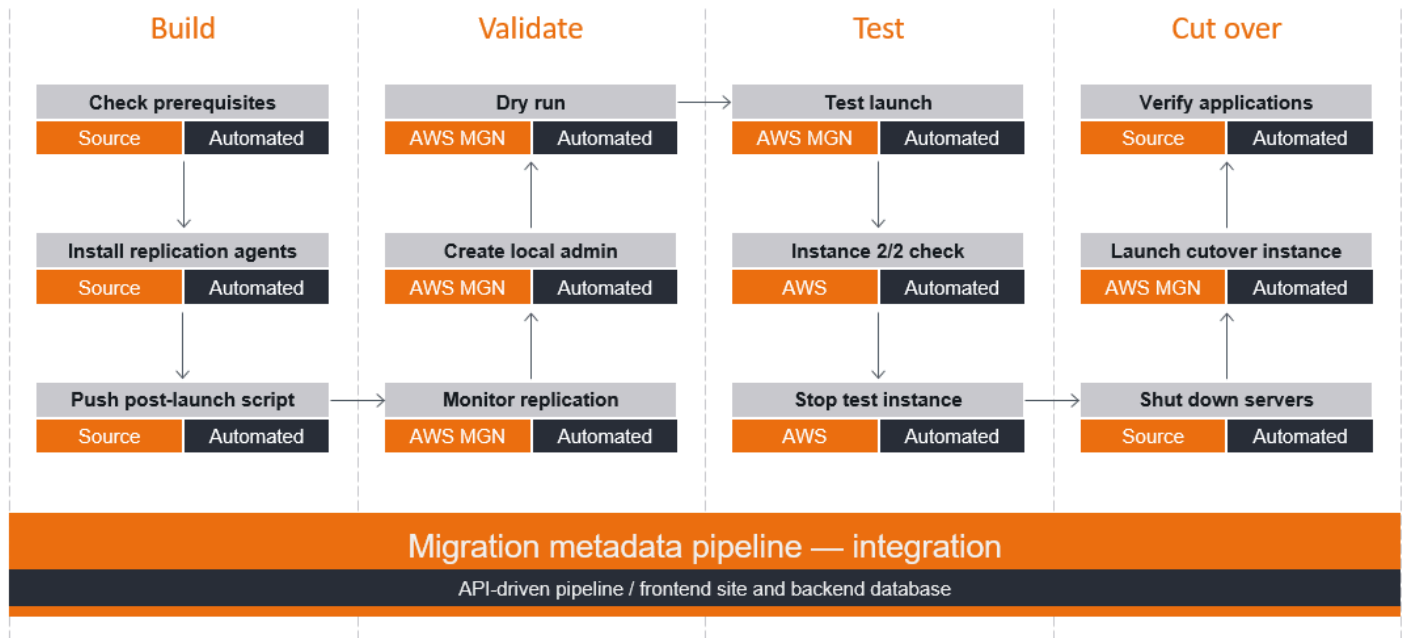 Build
Check prerequisites
Source Automated
Install replication agents
Source Automated
Push post-launch script
Source Automated
Validate
Dry run
AWS MGN Automated
Create local admin
AWS MGN Automated
Monitor replication
AWS MGN Automated
Test
Test launch
AWS MGN Automated
Instance 2/2 check
AWS Automated
Stop test instance
AWS Automated
Cut over
Verify applications
Source Automated
Launch cutover instance
AWS MGN Automated
Shut down servers
Source Automated
Migration metadata pipeline — integration
API-driven pipeline / frontend site and backend database